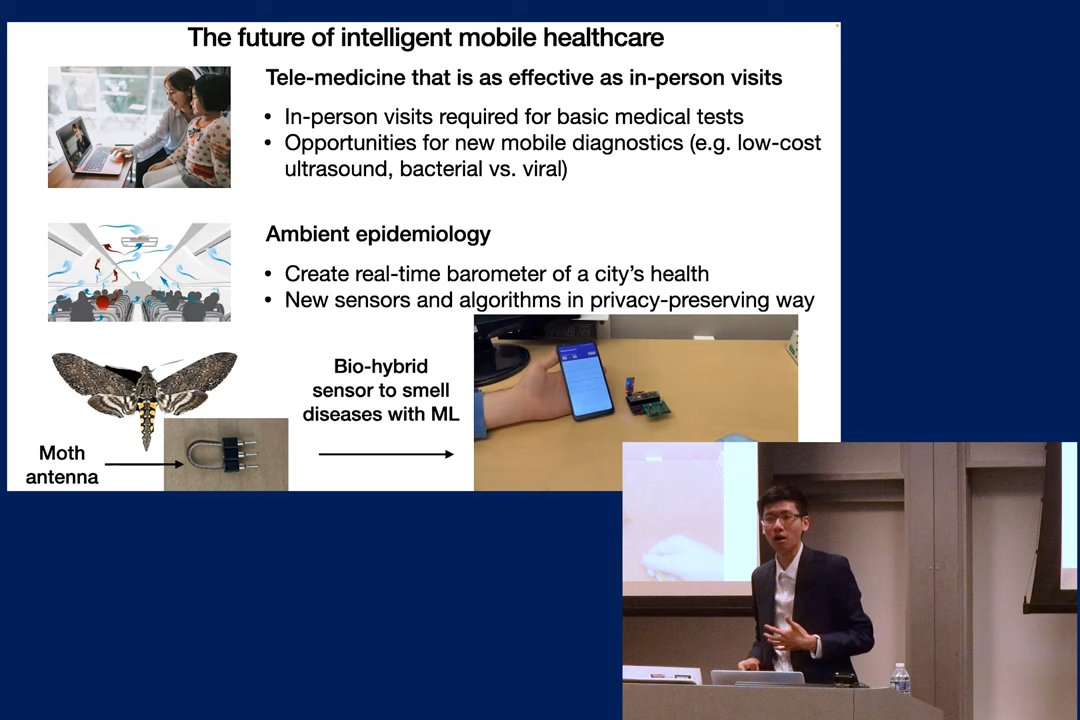 The future of intelligent mobile healthcare
Tele-medicine that is as effective as in-person visits
• In-person visits required for basic medical tests
• Opportunities for new mobile diagnostics (e.g. low-cost
ultrasound, bacterial vs. viral)
Ambient epidemiology
• Create real-time barometer of a city's health
• New sensors and algorithms in privacy-preserving way
Bio-hybrid
sensor to smell
diseases with ML
Moth
antenna